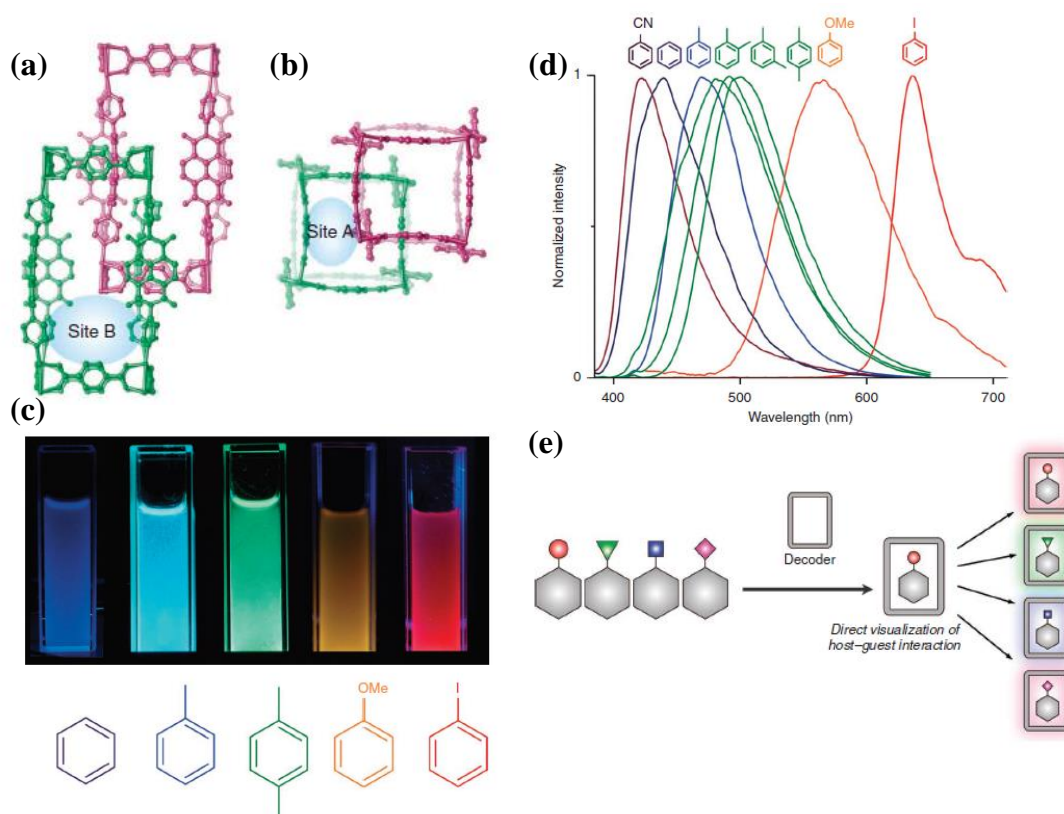 (a)
(b)
Site B
Site A
(c)
OMe
I
(d)
CN
OMe
I
1
Normalized intensity
0
400
500
600
700
Wavelength (nm)
(e)
Decoder
Direct visualization of
host–guest interaction